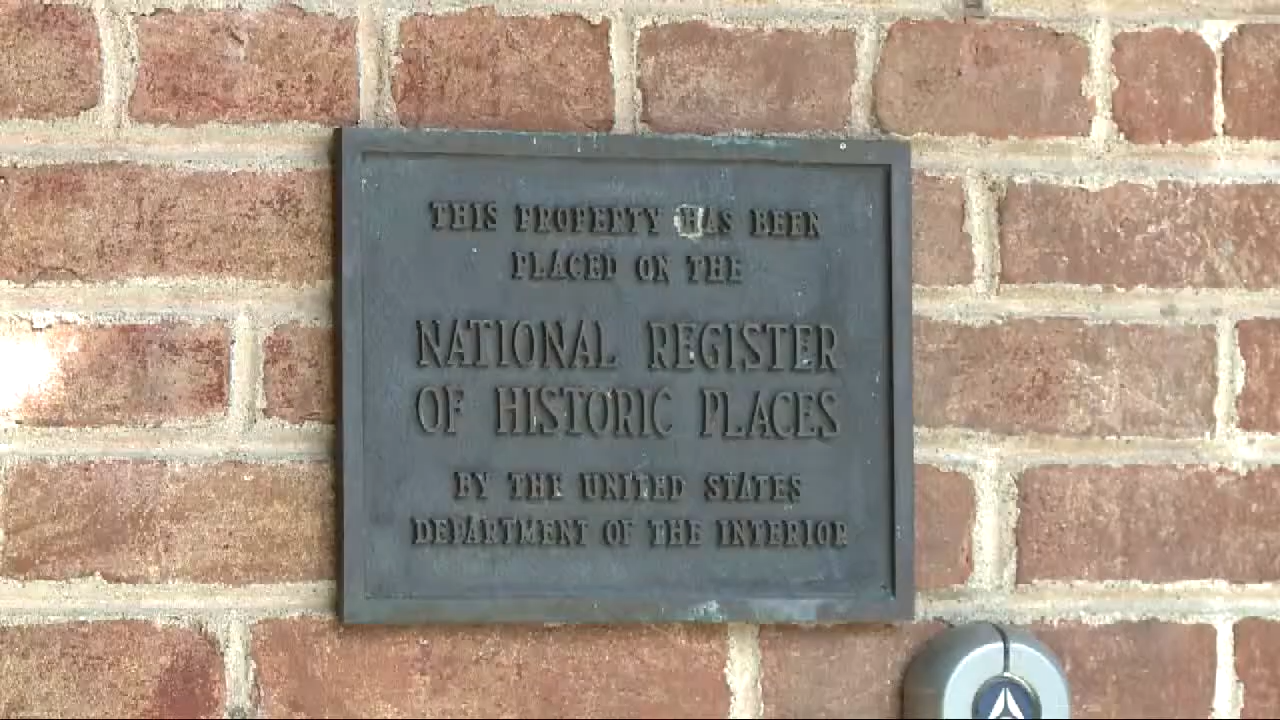 THIS PROPERTY HAS BEEN
PLACED ON THE
NATIONAL REGISTER
OF HISTORIC PLACES
BY THE UNITED STATES
DEPARTMENT OF THE INTERIOR